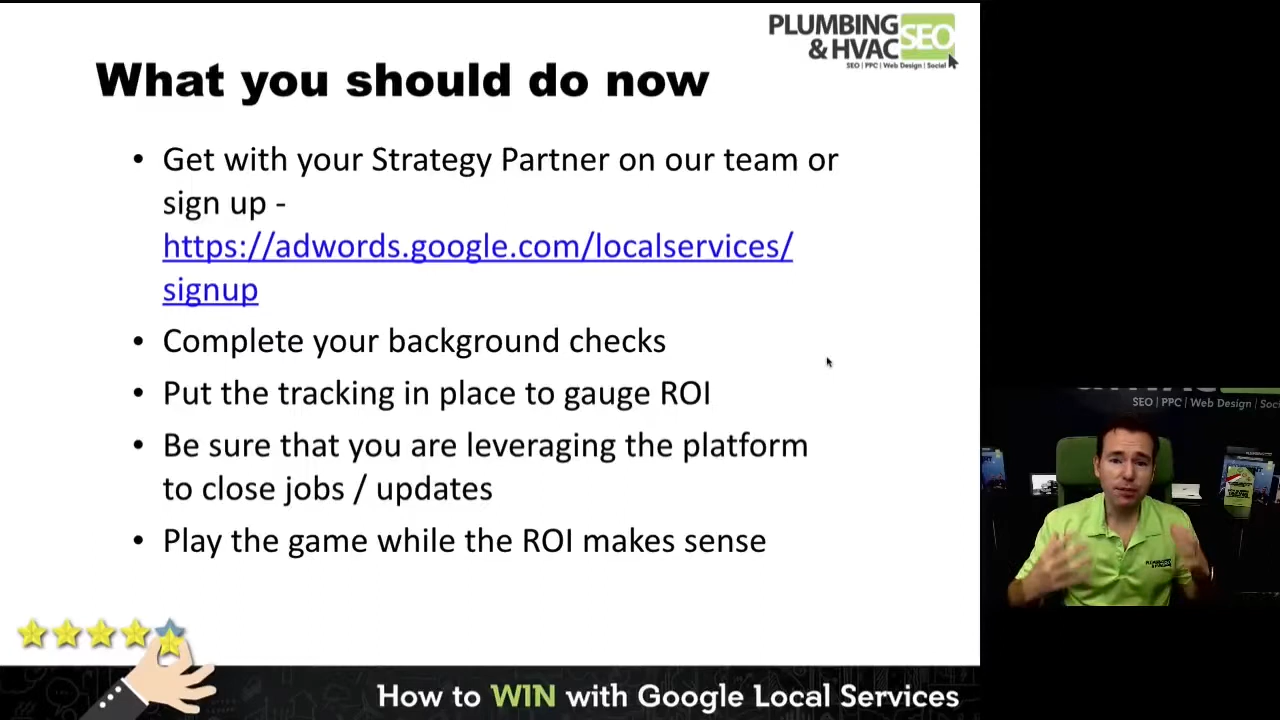 PLUMBING
& HVAC SEO
SEO | PPC | Web Design | Social
What you should do now
• Get with your Strategy Partner on our team or
sign up -
https://adwords.google.com/localservices/
signup
• Complete your background checks
• Put the tracking in place to gauge ROI
• Be sure that you are leveraging the platform
to close jobs / updates
• Play the game while the ROI makes sense
SEO | PPC | Web Design | Soci
How to WIN with Google Local Services